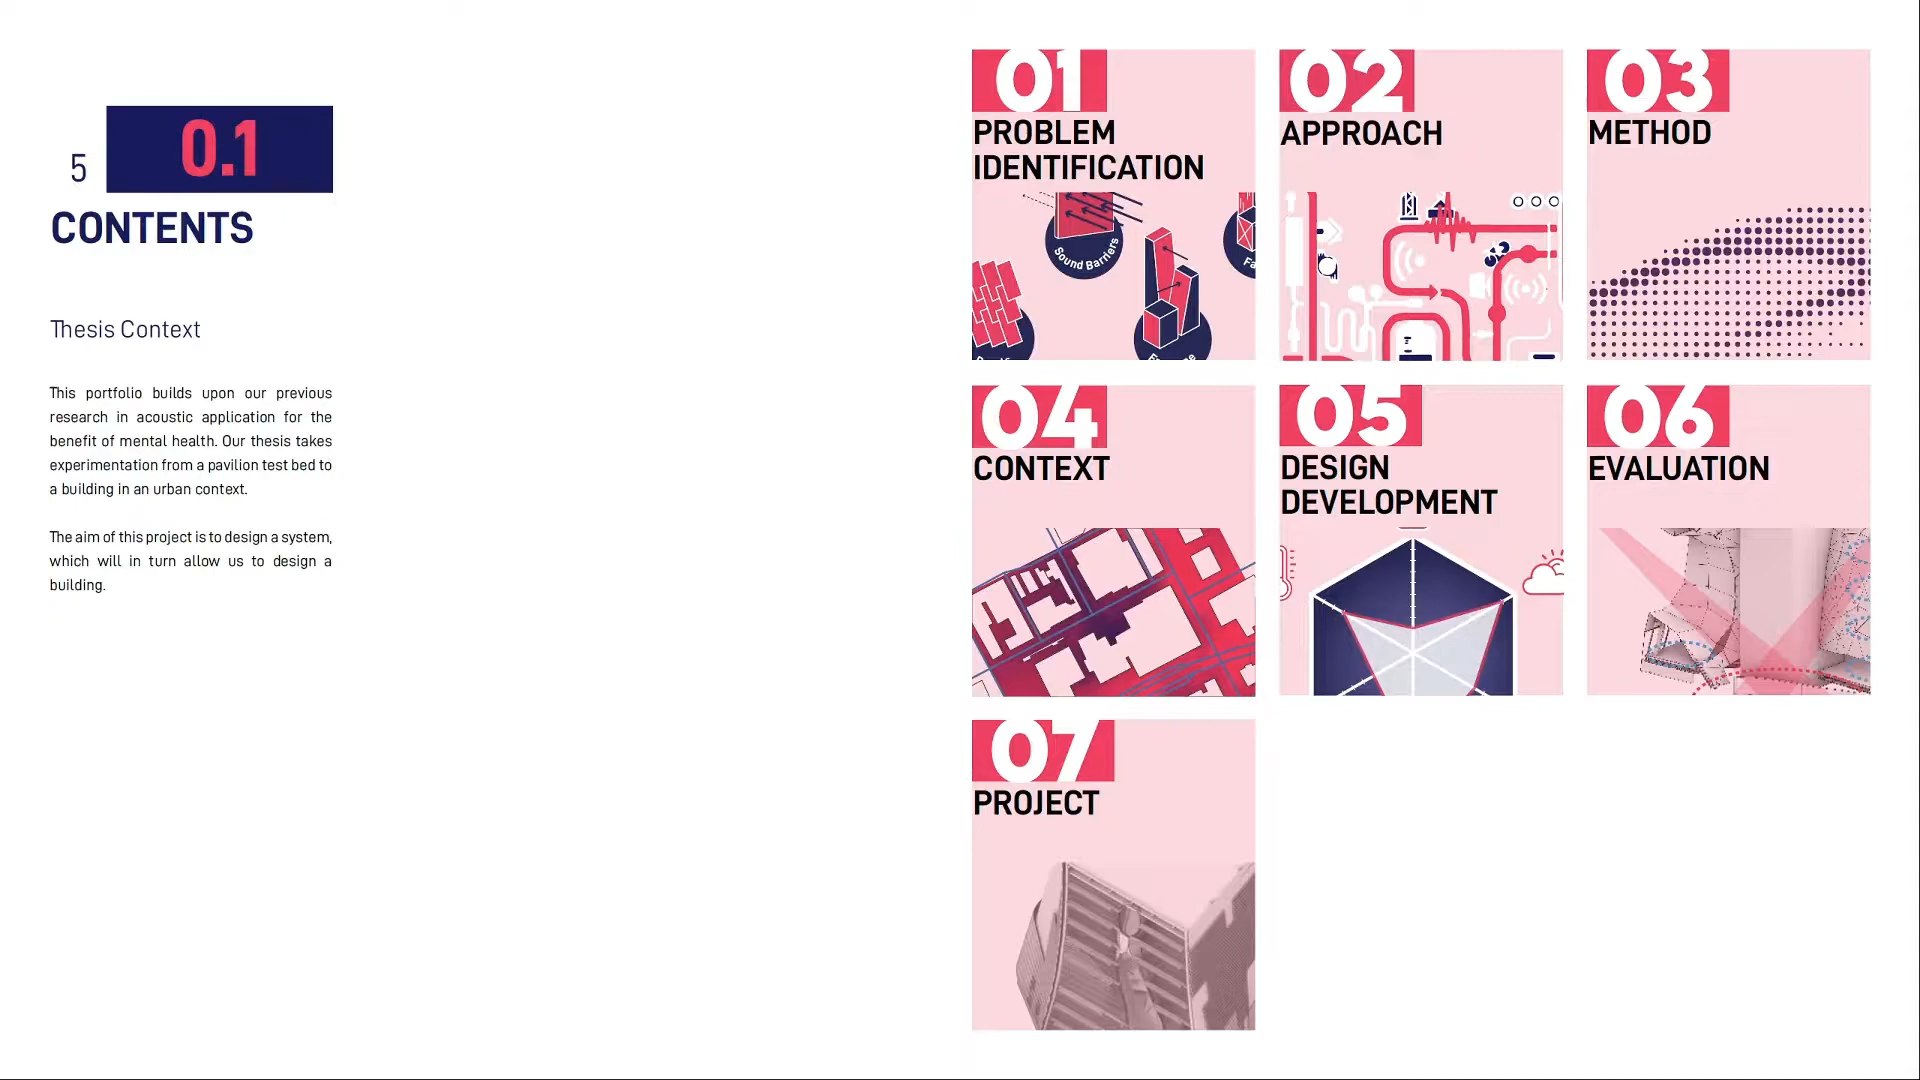 5
0.1
CONTENTS
Thesis Context
This portfolio builds upon our previous
research in acoustic application for the
benefit of mental health. Our thesis takes
experimentation from a pavilion test bed to
a building in an urban context.
The aim of this project is to design a system,
which will in turn allow us to design a
building.
01
PROBLEM
IDENTIFICATION
Sound Barriers
02
APPROACH
03
METHOD
04
CONTEXT
05
DESIGN
DEVELOPMENT
06
EVALUATION
07
PROJECT